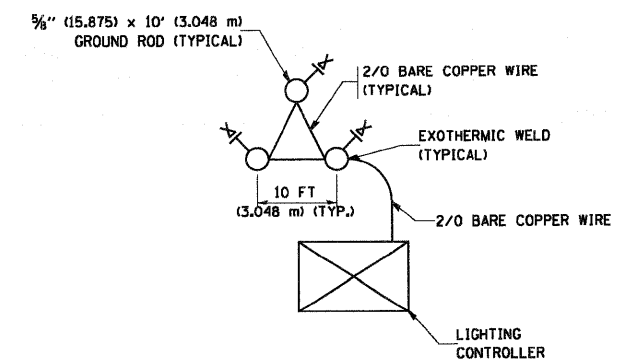 ⅝" (15.875) x 10' (3.048 m)
GROUND ROD (TYPICAL)
2/0 BARE COPPER WIRE
(TYPICAL)
EXOTHERMIC WELD
(TYPICAL)
10 FT
(3.048 m) (TYP.)
2/0 BARE COPPER WIRE
LIGHTING
CONTROLLER